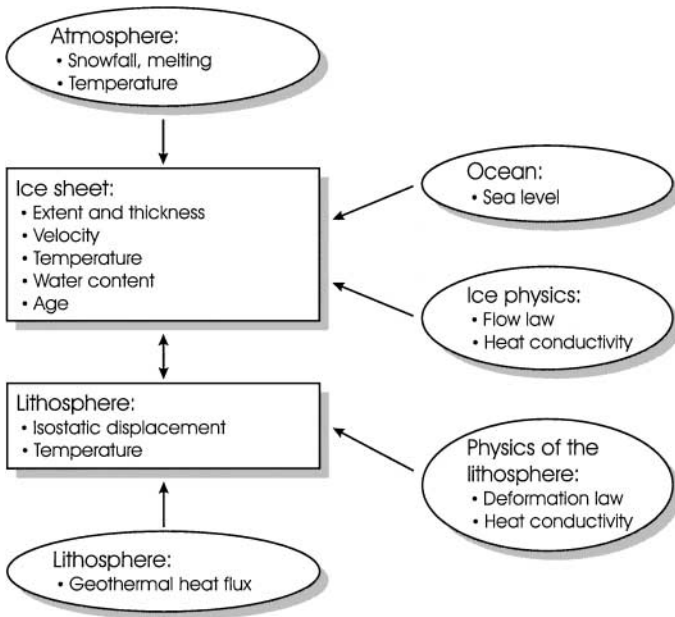 Atmosphere:
• Snowfall, melting
• Temperature
Ice sheet:
• Extent and thickness
• Velocity
• Temperature
• Water content
• Age
Ocean:
• Sea level
Ice physics:
• Flow law
• Heat conductivity
Lithosphere:
• Isostatic displacement
• Temperature
Physics of the
lithosphere:
• Deformation law
• Heat conductivity
Lithosphere:
• Geothermal heat flux